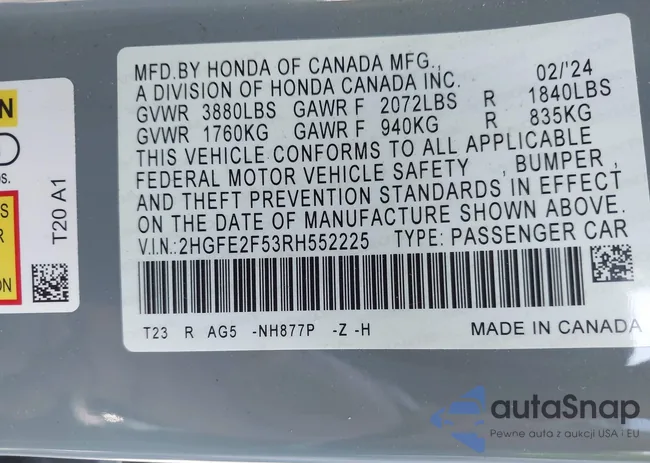 MFD.BY HONDA OF CANADA MFG.,
A DIVISION OF HONDA CANADA INC. 02/'24
GVWR 3880LBS GAWR F 2072LBS R 1840LBS
GVWR 1760KG GAWR F 940KG R 835KG
THIS VEHICLE CONFORMS TO ALL APPLICABLE
FEDERAL MOTOR VEHICLE SAFETY , BUMPER ,
AND THEFT PREVENTION STANDARDS IN EFFECT
ON THE DATE OF MANUFACTURE SHOWN ABOVE.
V.I.N.:2HGFE2F53RH552225 TYPE: PASSENGER CAR
T23 R AG5 -NH877P -Z -H MADE IN CANADA
T20 A1
autaSnap
Pewne auta z aukcji USA i EU